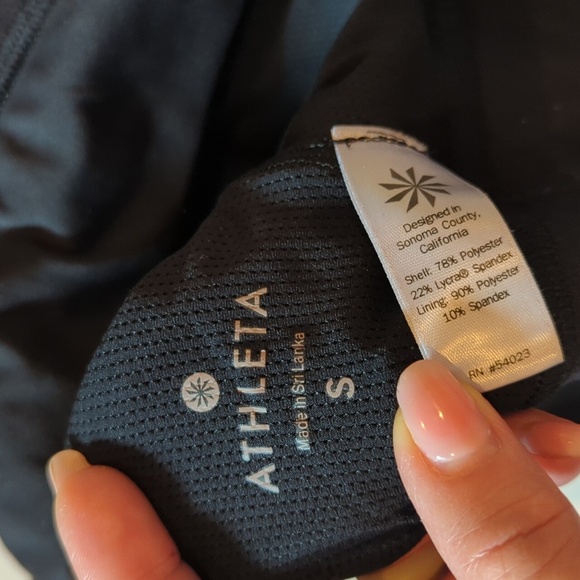 ATHLETA
Made in Sri Lanka
S
Designed in
Sonoma County,
California
Shell: 78% Polyester
22% Lycra® Spandex
Lining: 90% Polyester
10% Spandex
RN #54023